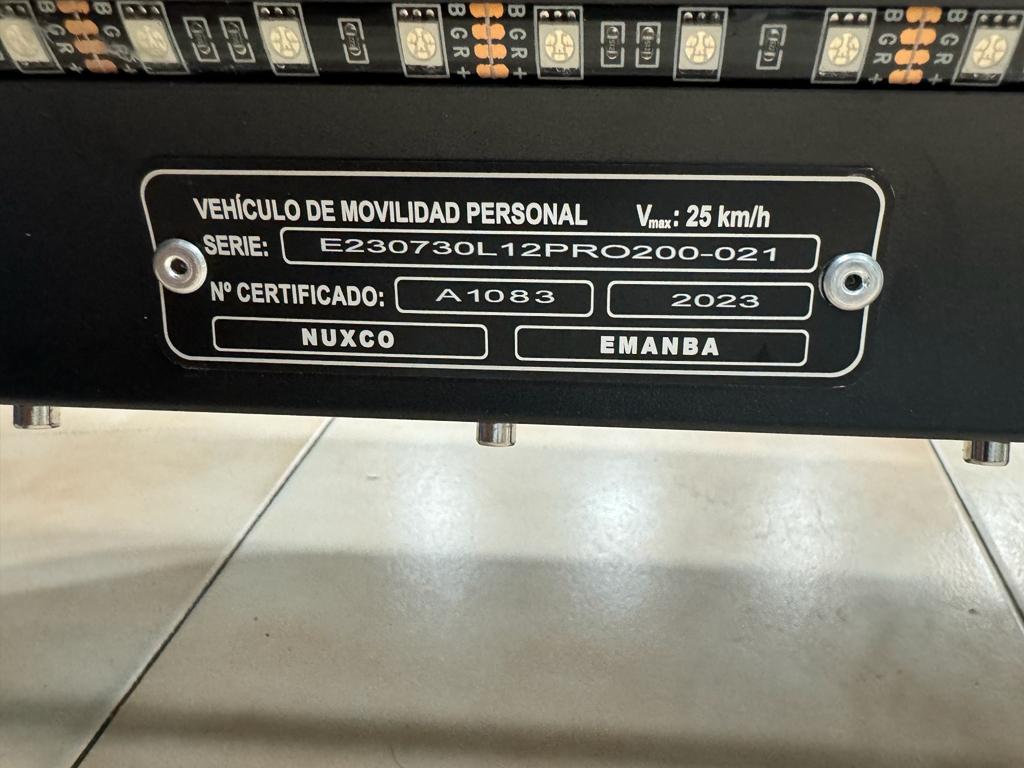 B G R + B G R + B G R + B G R +
VEHÍCULO DE MOVILIDAD PERSONAL Vmax: 25 km/h
SERIE: E230730L12PRO200-021
Nº CERTIFICADO: A1083 2023
NUXCO EMANBA